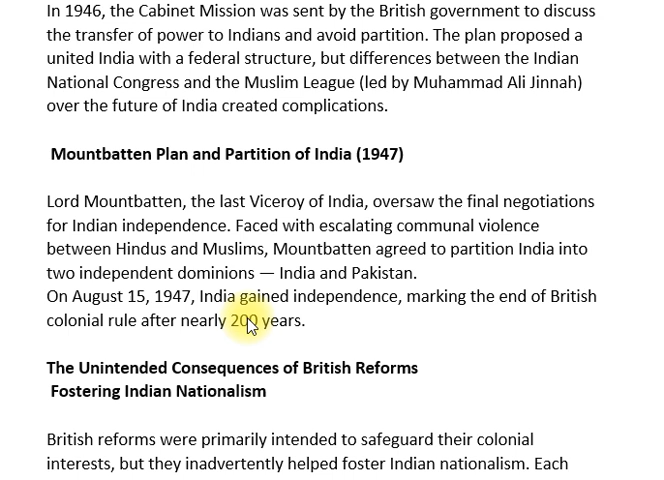 In 1946, the Cabinet Mission was sent by the British government to discuss
the transfer of power to Indians and avoid partition. The plan proposed a
united India with a federal structure, but differences between the Indian
National Congress and the Muslim League (led by Muhammad Ali Jinnah)
over the future of India created complications.
Mountbatten Plan and Partition of India (1947)
Lord Mountbatten, the last Viceroy of India, oversaw the final negotiations
for Indian independence. Faced with escalating communal violence
between Hindus and Muslims, Mountbatten agreed to partition India into
two independent dominions — India and Pakistan.
On August 15, 1947, India gained independence, marking the end of British
colonial rule after nearly 200 years.
The Unintended Consequences of British Reforms
Fostering Indian Nationalism
British reforms were primarily intended to safeguard their colonial
interests, but they inadvertently helped foster Indian nationalism. Each